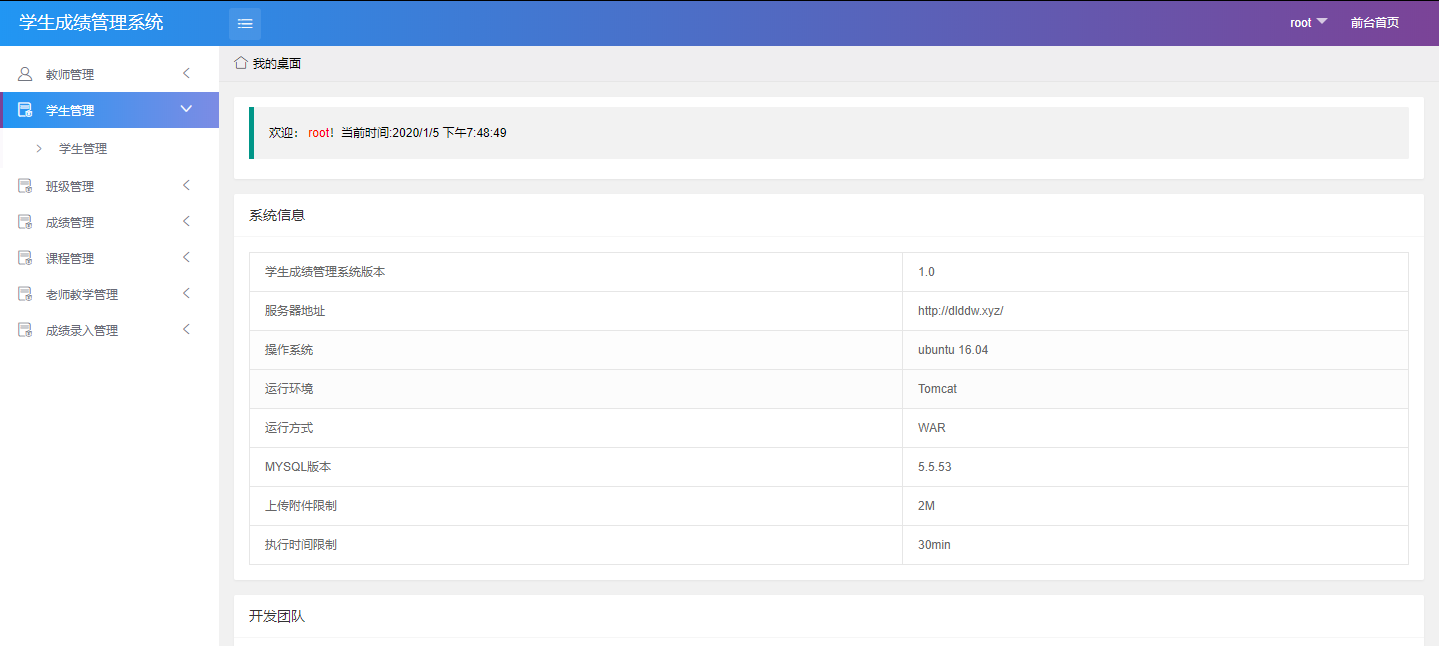 学生成绩管理系统
root
前台首页
教师管理
学生管理
学生管理
班级管理
成绩管理
课程管理
老师教学管理
成绩录入管理
我的桌面
欢迎： root！当前时间:2020/1/5 下午7:48:49
系统信息
学生成绩管理系统版本 1.0
服务器地址 http://dlddw.xyz/
操作系统 ubuntu 16.04
运行环境 Tomcat
运行方式 WAR
MYSQL版本 5.5.53
上传附件限制 2M
执行时间限制 30min
开发团队